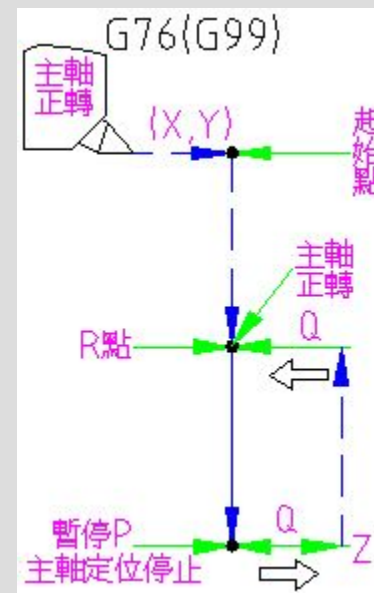 G76(G99)
主軸
正轉
(X,Y)
起
始
點
主軸
正轉
R點
Q
暫停P
主軸定位停止
Q
Z